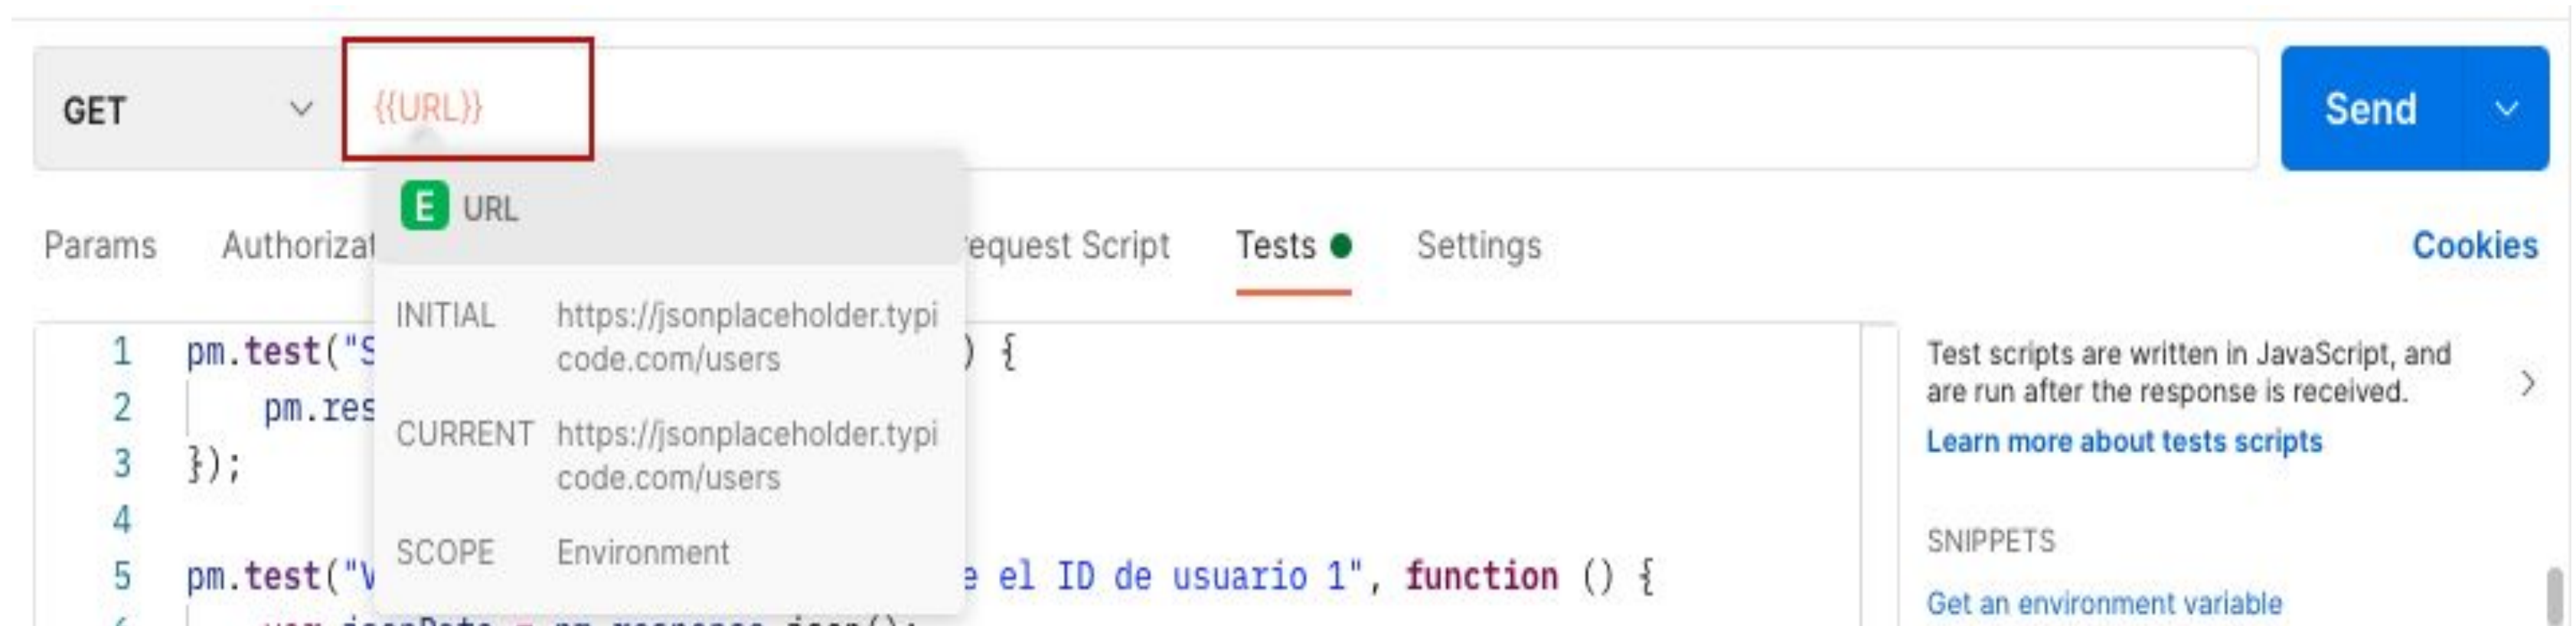 GET {{URL}} Send
E URL
Params Authorizat equest Script Tests Settings Cookies
INITIAL https://jsonplaceholder.typi
code.com/users
CURRENT https://jsonplaceholder.typi
code.com/users
SCOPE Environment
1 pm.test("S ) {
2 pm.res
3 });
4
5 pm.test("V e el ID de usuario 1", function () {
Test scripts are written in JavaScript, and
are run after the response is received.
Learn more about tests scripts
SNIPPETS
Get an environment variable